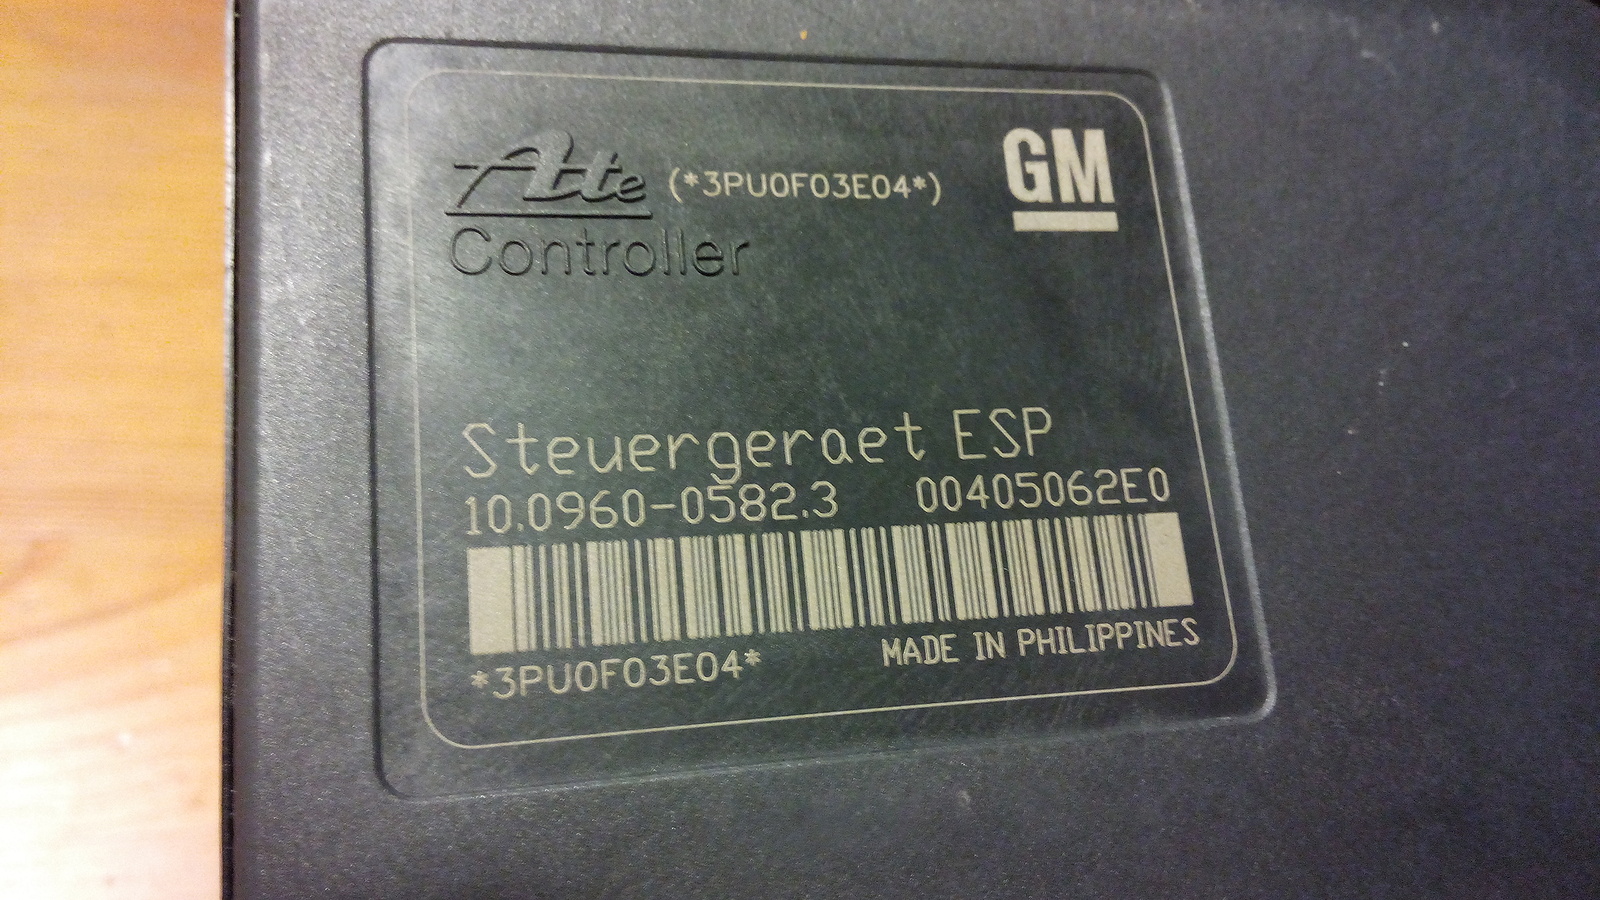 Ate (*3PU0F03E04*) GM
Controller
Steuergeraet ESP
10.0960-0582.3 00405062E0
*3PU0F03E04* MADE IN PHILIPPINES